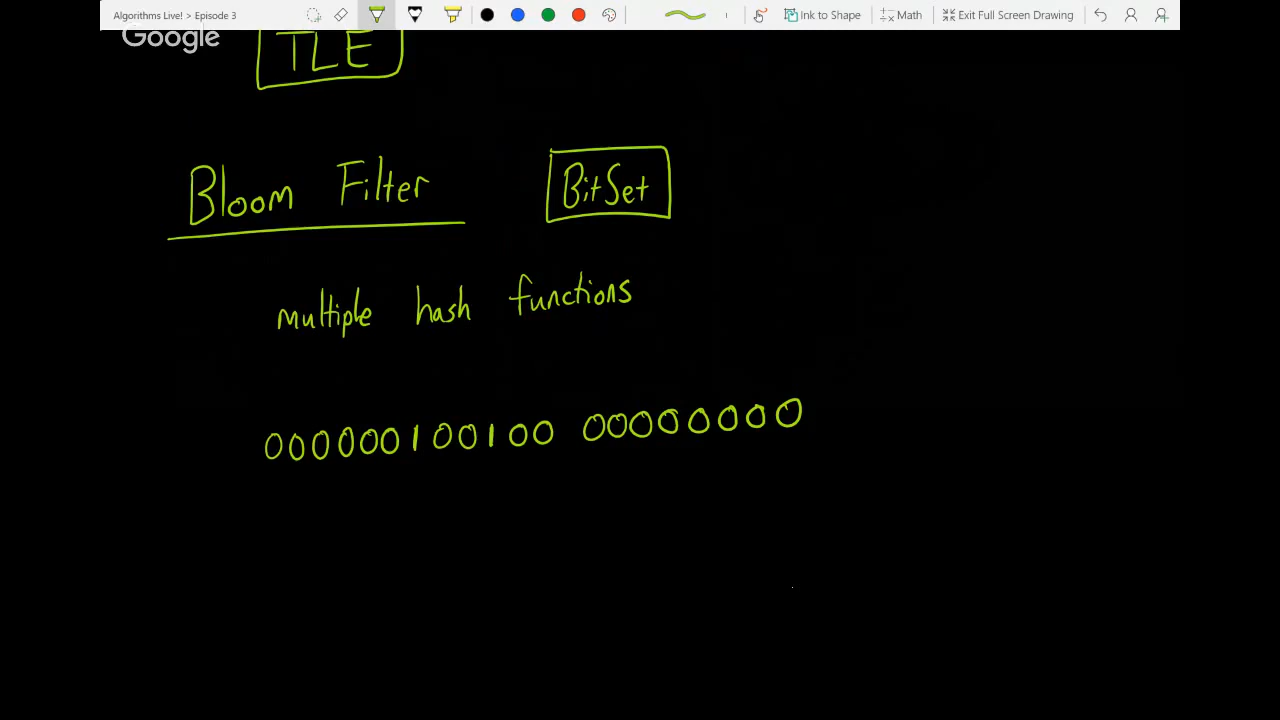 Algorithms Live! > Episode 3
Ink to Shape
Math
Exit Full Screen Drawing
Google
TLE
Bloom Filter
BitSet
multiple hash functions
000000100100 00000000